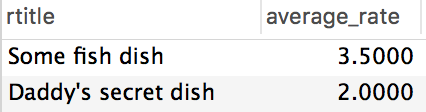 rtitle average_rate
Some fish dish 3.5000
Daddy's secret dish 2.0000